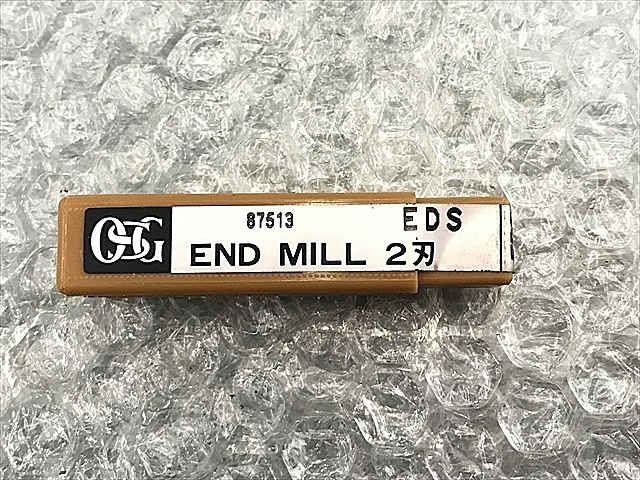 OSG
87513 EDS
END MILL 2刃